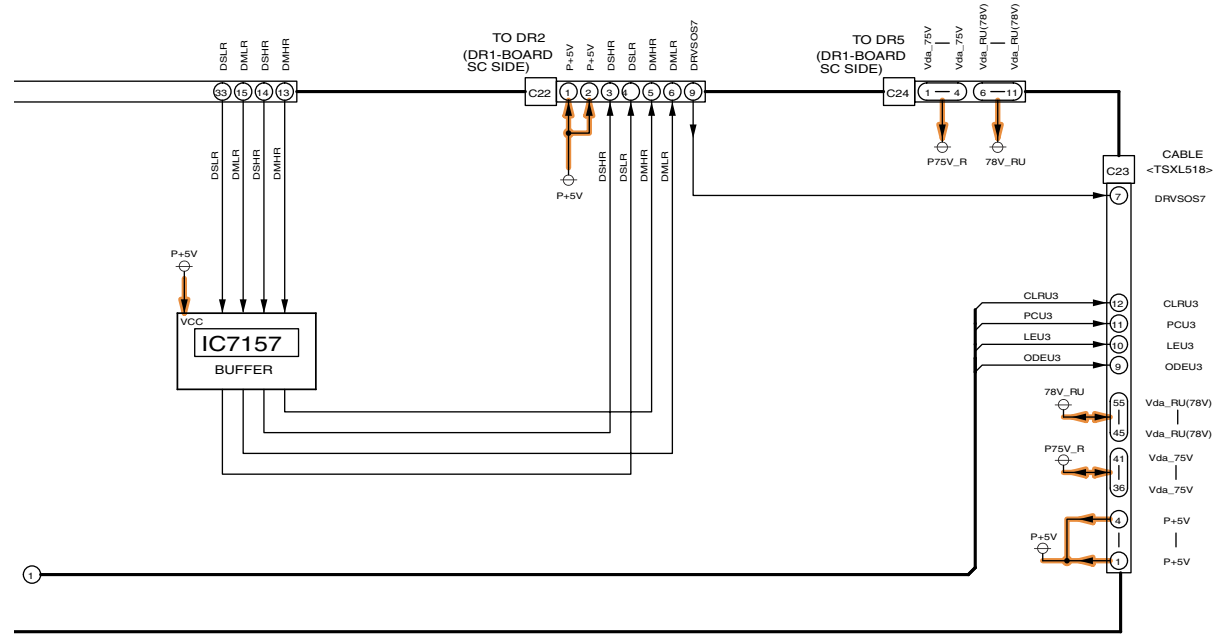 TO DR2
(DR1-BOARD
SC SIDE)
TO DR5
(DR1-BOARD
SC SIDE)
DSLR
DMLR
DSHR
DMHR
P+5V
P+5V
DSHR
DSLR
DMHR
DMLR
DRVSOS7
Vda_75V
Vda_75V
Vda_RU(78V)
Vda_RU(78V)
33 15 14 13
C22 1 2 3 4 5 6 9
C24 1 4 6 11
P75V_R
78V_RU
P+5V
DSLR
DMLR
DSHR
DMHR
DSHR
DSLR
DMHR
DMLR
C23
CABLE
<TSXL518>
7 DRVSOS7
P+5V
VCC
IC7157
BUFFER
CLRU3 12 CLRU3
PCU3 11 PCU3
LEU3 10 LEU3
ODEU3 9 ODEU3
78V_RU
55 Vda_RU(78V)
45 Vda_RU(78V)
P75V_R
41 Vda_75V
36 Vda_75V
4 P+5V
P+5V
1 P+5V
1